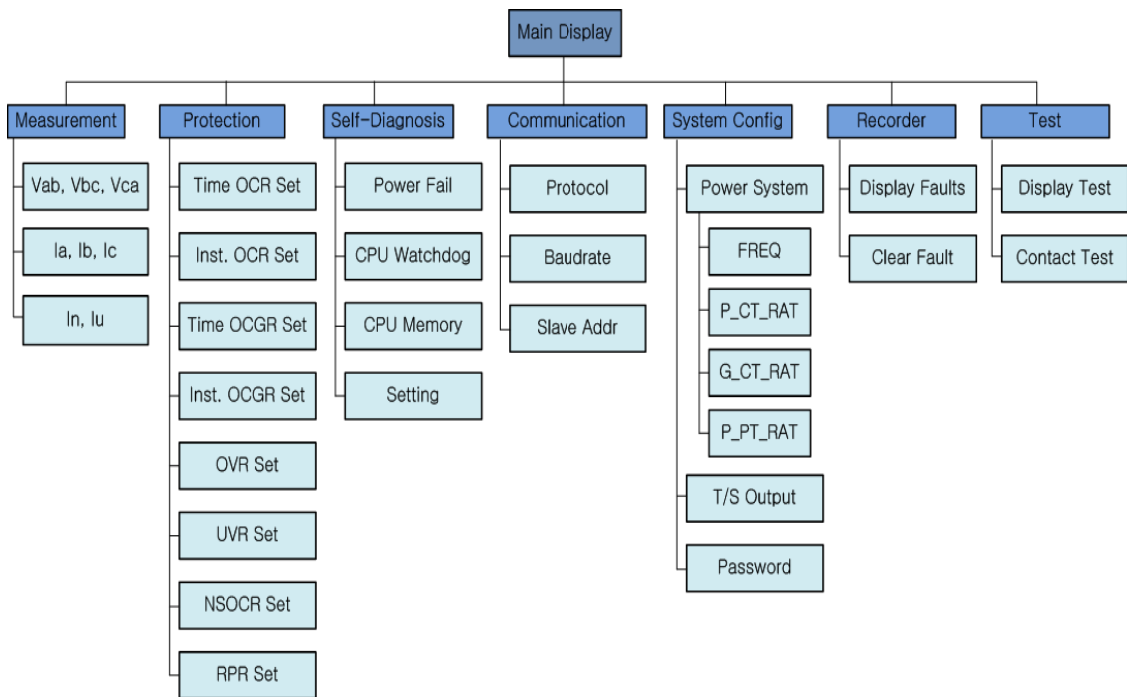 Main Display
Measurement
Protection
Self-Diagnosis
Communication
System Config
Recorder
Test
Vab, Vbc, Vca
Ia, Ib, Ic
In, Iu
Time OCR Set
Inst. OCR Set
Time OCGR Set
Inst. OCGR Set
OVR Set
UVR Set
NSOCR Set
RPR Set
Power Fail
CPU Watchdog
CPU Memory
Setting
Protocol
Baudrate
Slave Addr
Power System
FREQ
P_CT_RAT
G_CT_RAT
P_PT_RAT
T/S Output
Password
Display Faults
Clear Fault
Display Test
Contact Test